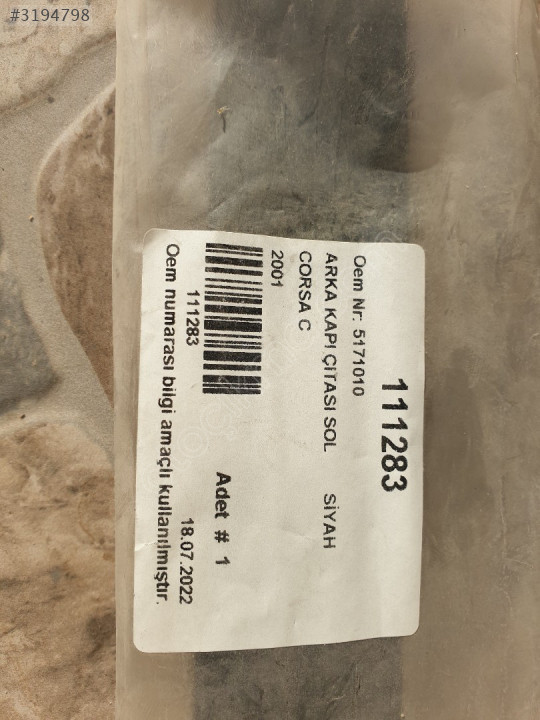 #3194798
111283
Oem Nr: 5171010
ARKA KAPI ÇITASI SOL SİYAH
CORSA C
2001
111283
Adet # 1
18.07.2022
Oem numarası bilgi amaçlı kullanılmıştır.